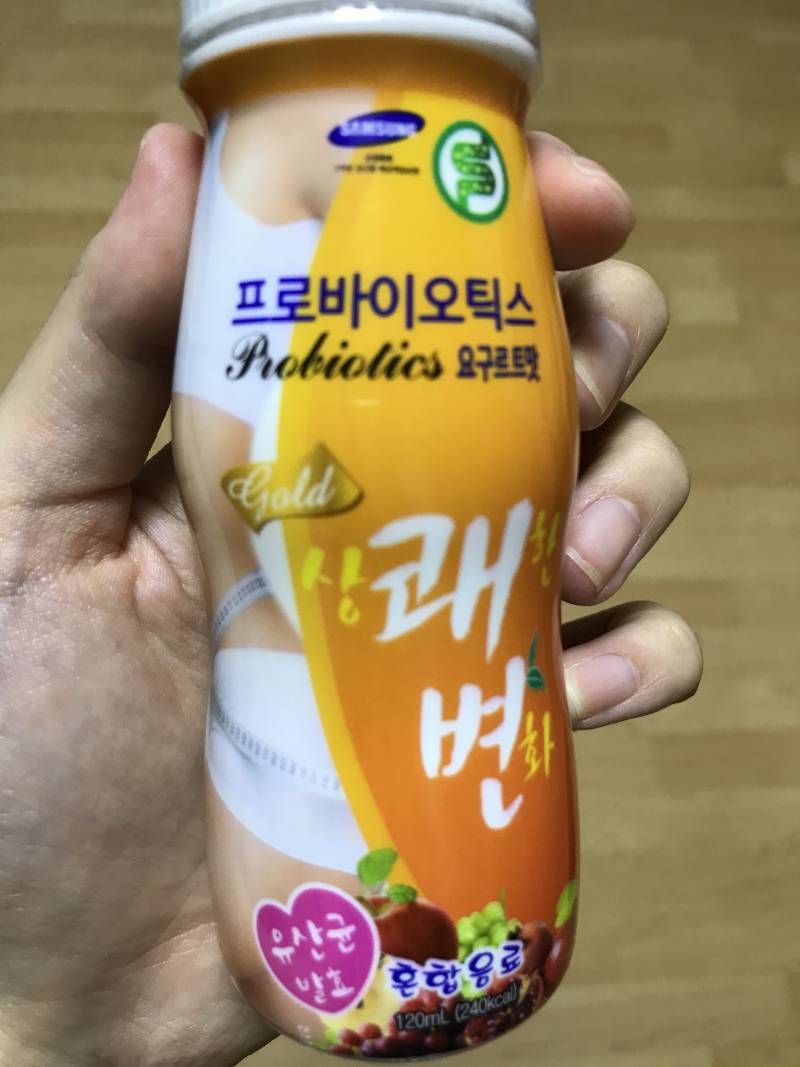 SAMSUNG
프로바이오틱스
Probiotics 요구르트맛
Gold
상쾌한
변화
유산균
발효
혼합음료
120mL (240kcal)